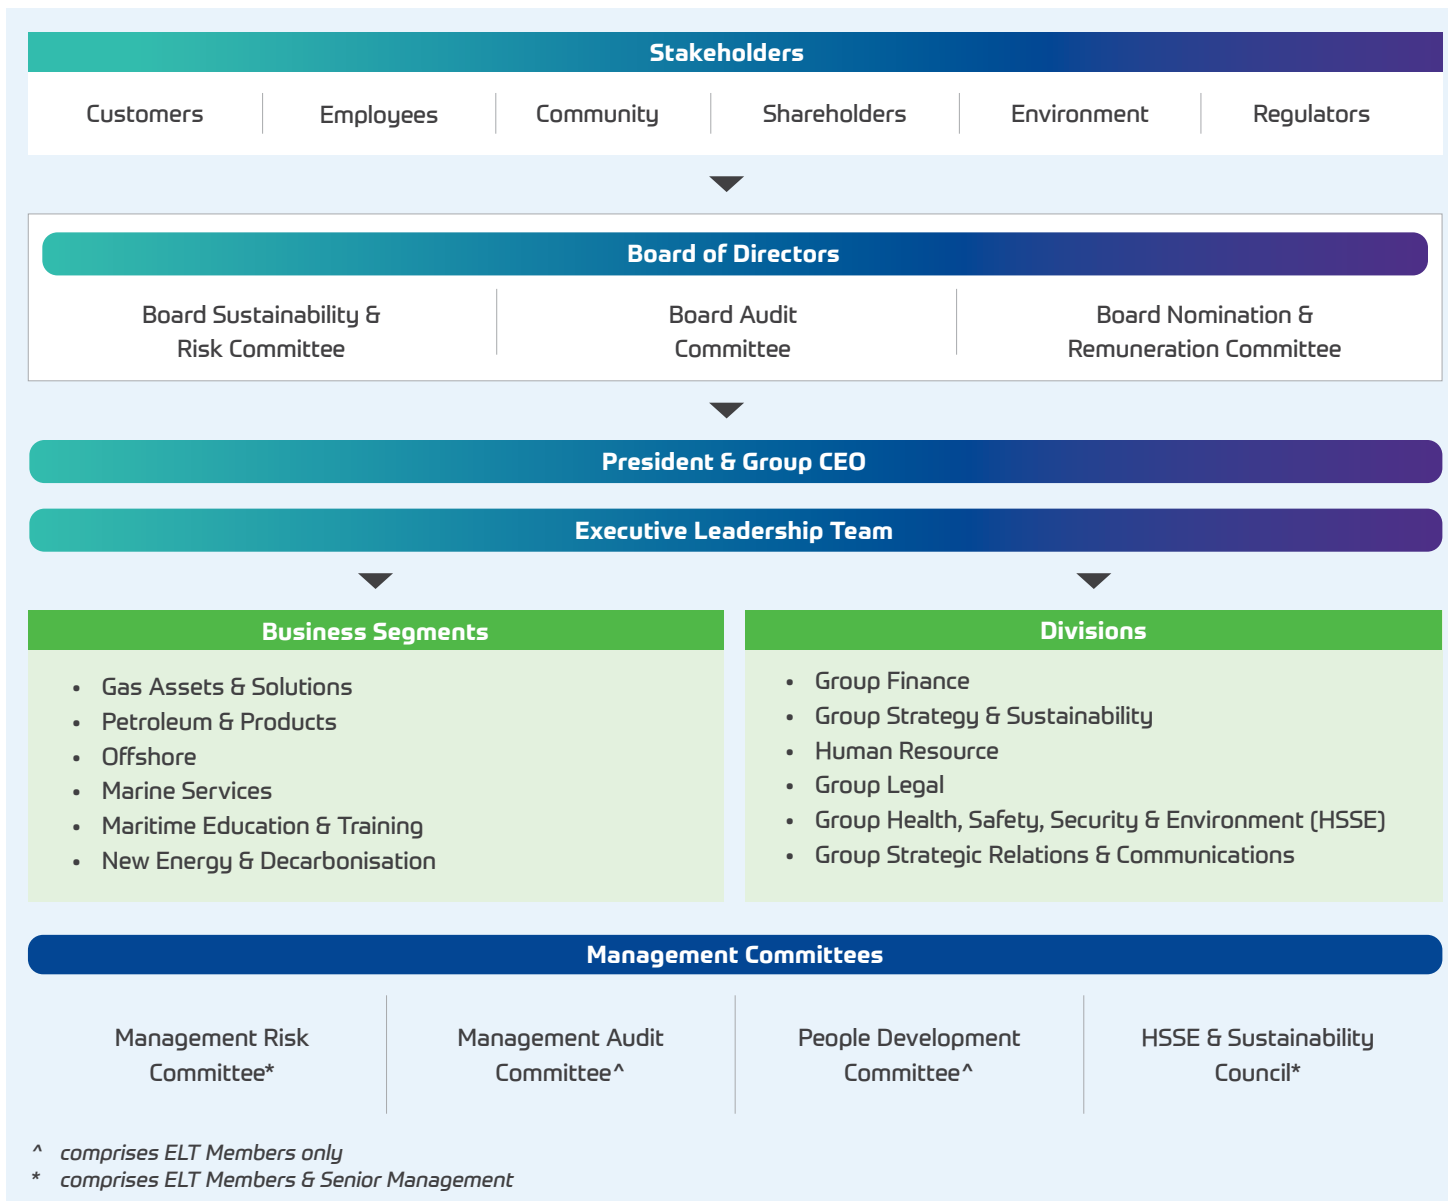 Stakeholders
Customers
Employees
Community
Shareholders
Environment
Regulators
Board of Directors
Board Sustainability &
Risk Committee
Board Audit
Committee
Board Nomination &
Remuneration Committee
President & Group CEO
Executive Leadership Team
Business Segments
• Gas Assets & Solutions
• Petroleum & Products
• Offshore
• Marine Services
• Maritime Education & Training
• New Energy & Decarbonisation
Divisions
• Group Finance
• Group Strategy & Sustainability
• Human Resource
• Group Legal
• Group Health, Safety, Security & Environment (HSSE)
• Group Strategic Relations & Communications
Management Committees
Management Risk
Committee*
Management Audit
Committee^
People Development
Committee^
HSSE & Sustainability
Council*
^ comprises ELT Members only
* comprises ELT Members & Senior Management